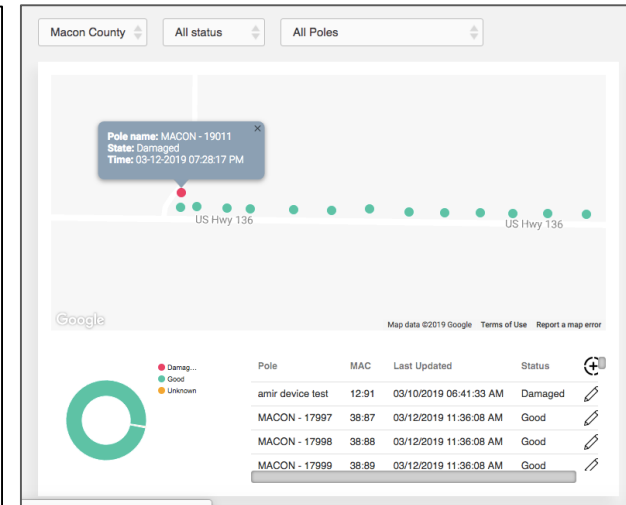 Macon County All status All Poles
Pole name: MACON - 19011
State: Damaged
Time: 03-12-2019 07:28:17 PM
US Hwy 136
US Hwy 136
Google
Map data ©2019 Google Terms of Use Report a map error
Damag...
Good
Unknown
Pole MAC Last Updated Status
amir device test 12:91 03/10/2019 06:41:33 AM Damaged
MACON - 17997 38:87 03/12/2019 11:36:08 AM Good
MACON - 17998 38:88 03/12/2019 11:36:08 AM Good
MACON - 17999 38:89 03/12/2019 11:36:08 AM Good